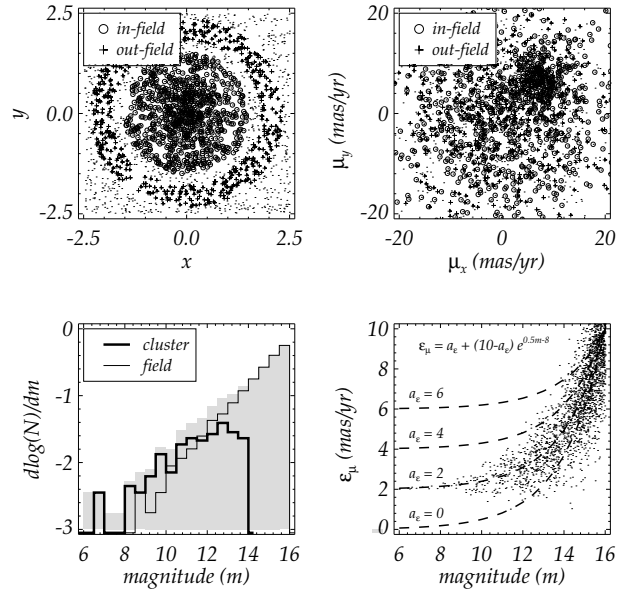 in-field
out-field
2.5
0.0
-2.5
y
-2.5
0.0
2.5
x
in-field
out-field
20
10
0
-10
-20
μy (mas/yr)
-20
0
20
μx (mas/yr)
cluster
field
0
-1
-2
-3
dlog(N)/dm
6 8 10 12 14 16
magnitude (m)
εμ = aε + (10-aε) e^0.5m-8
aε = 6
aε = 4
aε = 2
aε = 0
10
8
6
4
2
0
εμ (mas/yr)
6 8 10 12 14 16
magnitude (m)